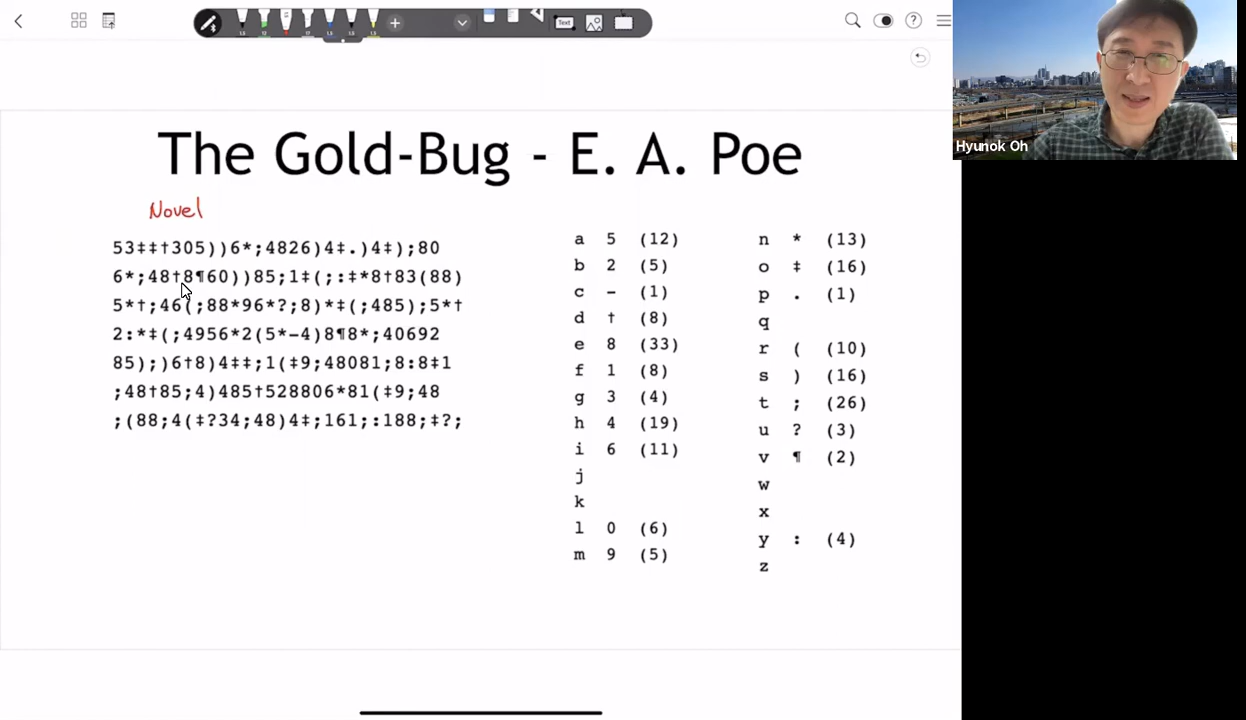 The Gold-Bug - E. A. Poe
Novel
53‡‡†305))6*;4826)4‡.)4‡);80
6*;48†8¶60))85;1‡(;:‡*8†83(88)
5*†;46(;88*96*?;8)*‡(;485);5*†
2:*‡(;4956*2(5*-4)8¶8*;40692
85);)6†8)4‡‡;1(‡9;48081;8:8‡1
;48†85;4)485†528806*81(‡9;48
;(88;4(‡?34;48)4‡;161;:188;‡?;
a 5 (12)
b 2 (5)
c - (1)
d † (8)
e 8 (33)
f 1 (8)
g 3 (4)
h 4 (19)
i 6 (11)
j
k
l 0 (6)
m 9 (5)
n * (13)
o ‡ (16)
p . (1)
q
r ( (10)
s ) (16)
t ; (26)
u ? (3)
v ¶ (2)
w
x
y : (4)
z
Text
Hyunok Oh